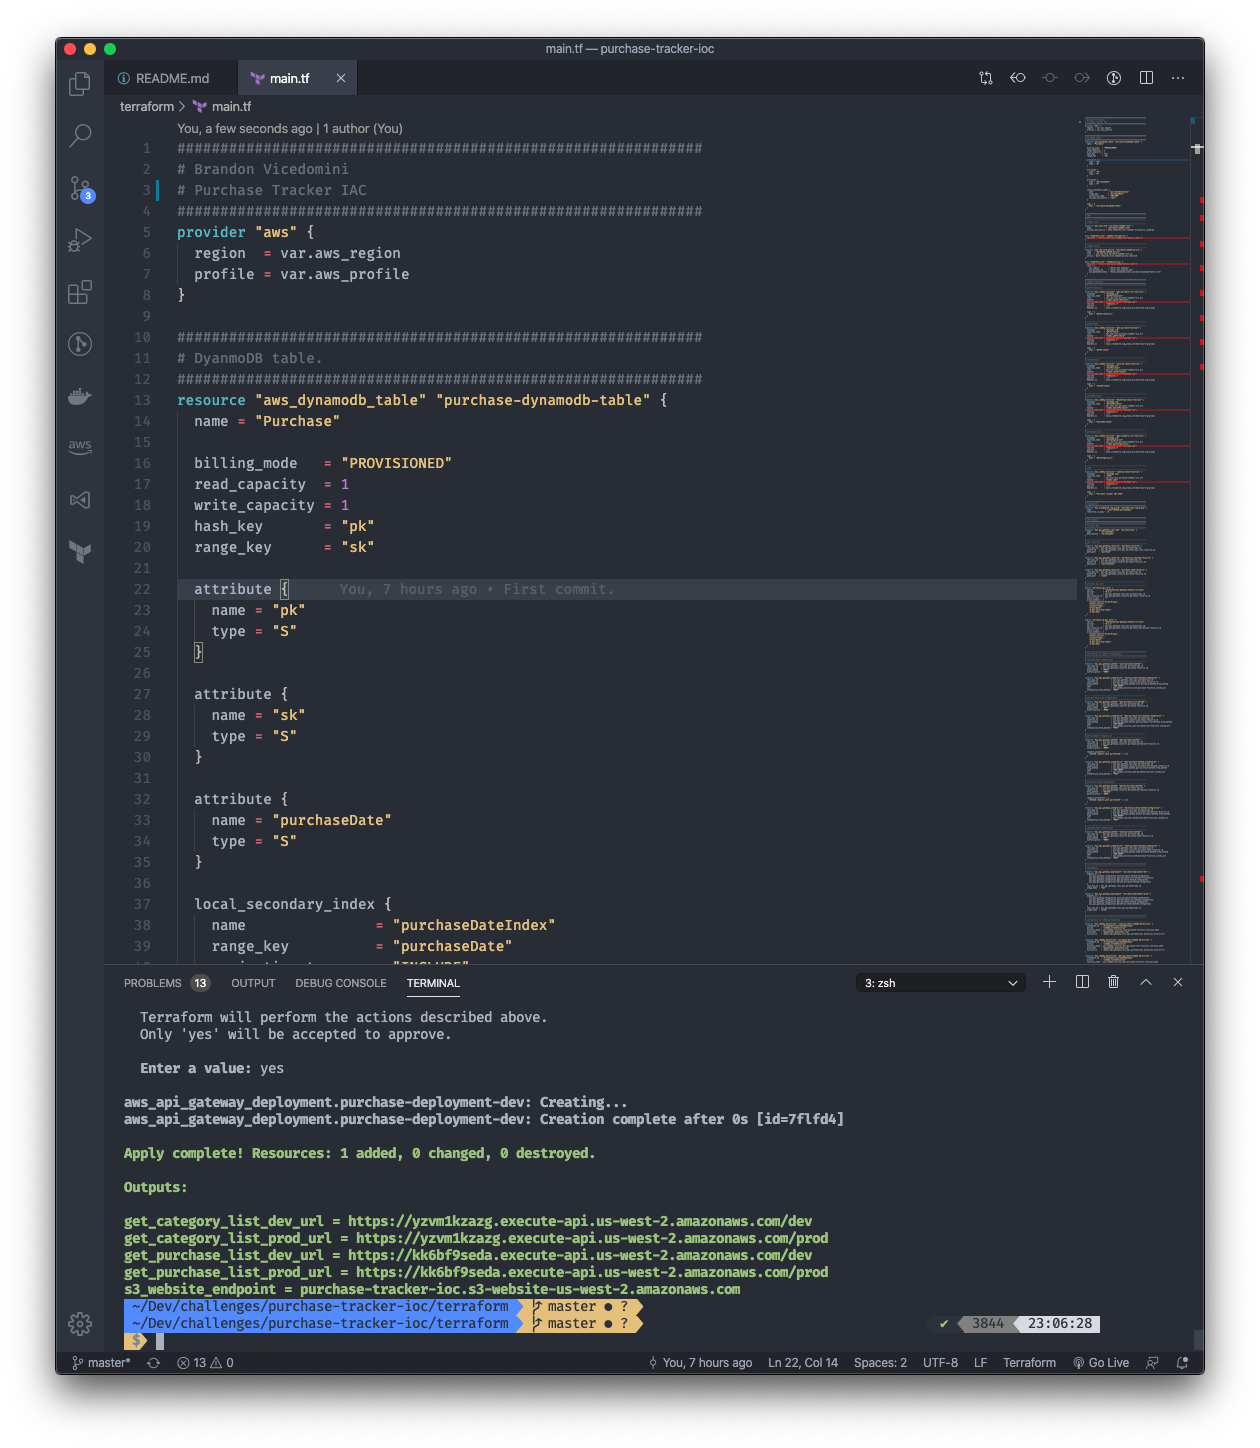 main.tf — purchase-tracker-ioc
README.md
main.tf
terraform > main.tf
You, a few seconds ago | 1 author (You)
1 #############################################################
2 # Brandon Vicedomini
3 # Purchase Tracker IAC
4 #############################################################
5 provider "aws" {
6   region  = var.aws_region
7   profile = var.aws_profile
8 }
9
10 #############################################################
11 # DyanmoDB table.
12 #############################################################
13 resource "aws_dynamodb_table" "purchase-dynamodb-table" {
14   name = "Purchase"
15
16   billing_mode   = "PROVISIONED"
17   read_capacity  = 1
18   write_capacity = 1
19   hash_key       = "pk"
20   range_key      = "sk"
21
22   attribute {      You, 7 hours ago • First commit.
23     name = "pk"
24     type = "S"
25   }
26
27   attribute {
28     name = "sk"
29     type = "S"
30   }
31
32   attribute {
33     name = "purchaseDate"
34     type = "S"
35   }
36
37   local_secondary_index {
38     name               = "purchaseDateIndex"
39     range_key          = "purchaseDate"
3
aws
PROBLEMS 13 OUTPUT DEBUG CONSOLE TERMINAL 3: zsh
Terraform will perform the actions described above.
Only 'yes' will be accepted to approve.
Enter a value: yes
aws_api_gateway_deployment.purchase-deployment-dev: Creating...
aws_api_gateway_deployment.purchase-deployment-dev: Creation complete after 0s [id=7flfd4]
Apply complete! Resources: 1 added, 0 changed, 0 destroyed.
Outputs:
get_category_list_dev_url = https://yzvm1kzazg.execute-api.us-west-2.amazonaws.com/dev
get_category_list_prod_url = https://yzvm1kzazg.execute-api.us-west-2.amazonaws.com/prod
get_purchase_list_dev_url = https://kk6bf9seda.execute-api.us-west-2.amazonaws.com/dev
get_purchase_list_prod_url = https://kk6bf9seda.execute-api.us-west-2.amazonaws.com/prod
s3_website_endpoint = purchase-tracker-ioc.s3-website-us-west-2.amazonaws.com
~/Dev/challenges/purchase-tracker-ioc/terraform master ● ?
~/Dev/challenges/purchase-tracker-ioc/terraform master ● ? ✔ 3844 23:06:28
$
master* 13 0 You, 7 hours ago Ln 22, Col 14 Spaces: 2 UTF-8 LF Terraform Go Live